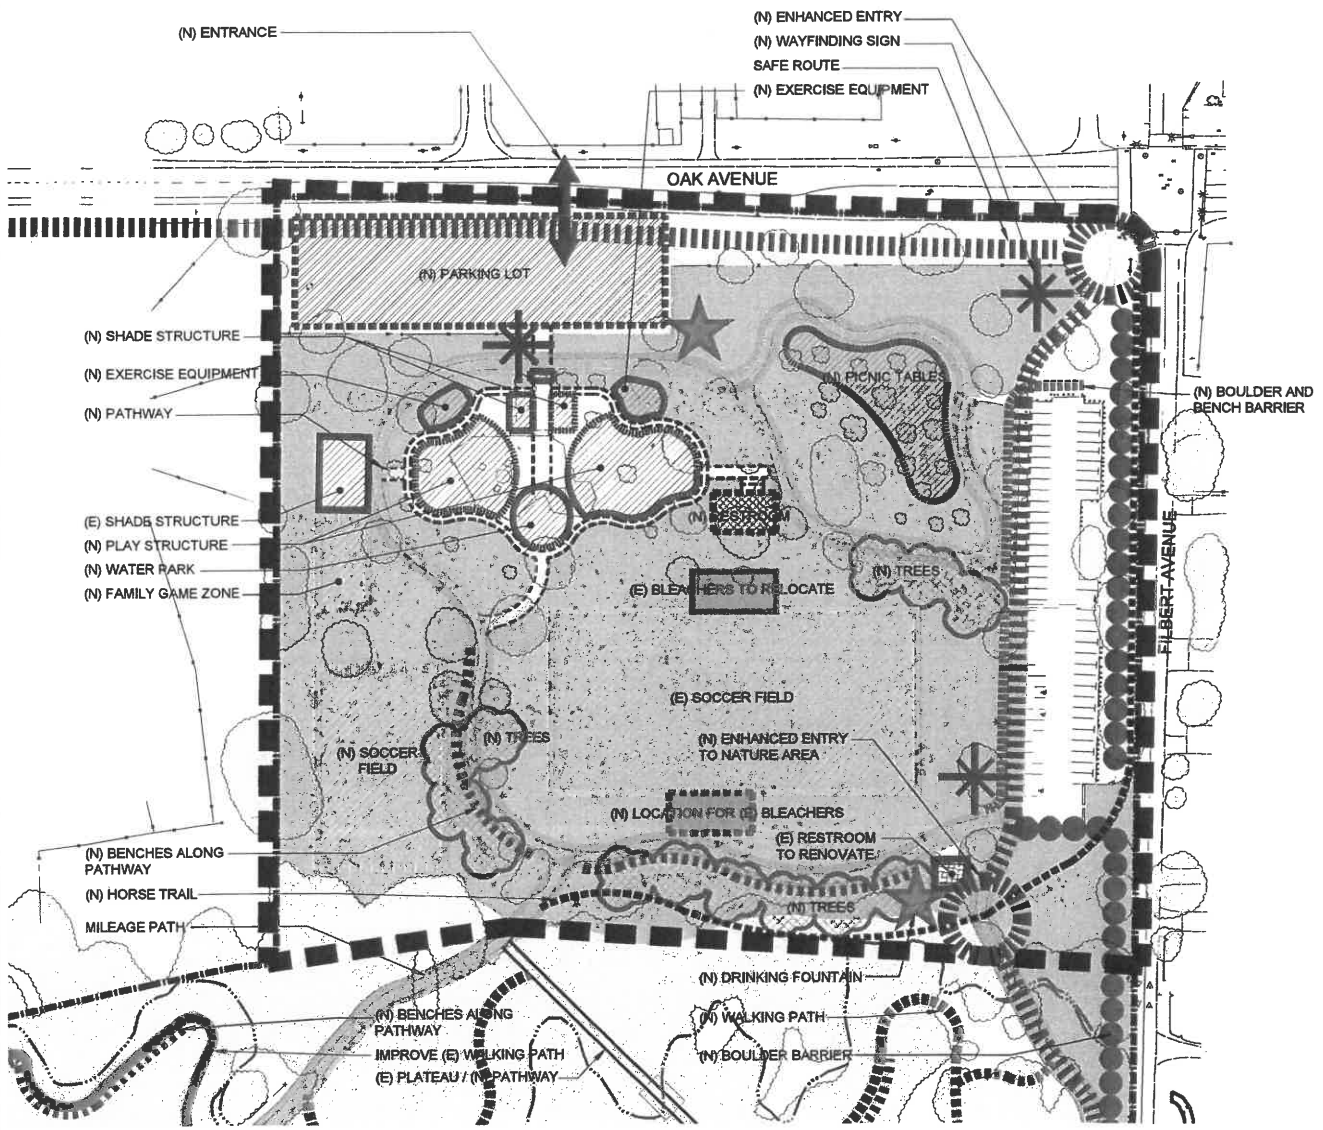 (N) ENTRANCE
(N) ENHANCED ENTRY
(N) WAYFINDING SIGN
SAFE ROUTE
(N) EXERCISE EQUIPMENT
OAK AVENUE
(N) PARKING LOT
(N) SHADE STRUCTURE
(N) EXERCISE EQUIPMENT
(N) PATHWAY
(N) PICNIC TABLES
(N) BOULDER AND
BENCH BARRIER
(E) SHADE STRUCTURE
(N) PLAY STRUCTURE
(N) WATER PARK
(N) FAMILY GAME ZONE
(N) RESTROOM
(N) TREES
(E) BLEACHERS TO RELOCATE
FILBERT AVENUE
(E) SOCCER FIELD
(N) TREES
(N) SOCCER
FIELD
(N) ENHANCED ENTRY
TO NATURE AREA
(N) LOCATION FOR (E) BLEACHERS
(E) RESTROOM
TO RENOVATE
(N) BENCHES ALONG
PATHWAY
(N) HORSE TRAIL
(N) TREES
MILEAGE PATH
(N) DRINKING FOUNTAIN
(N) BENCHES ALONG
PATHWAY
(N) WALKING PATH
IMPROVE (E) WALKING PATH
(N) BOULDER BARRIER
(E) PLATEAU / (N) PATHWAY